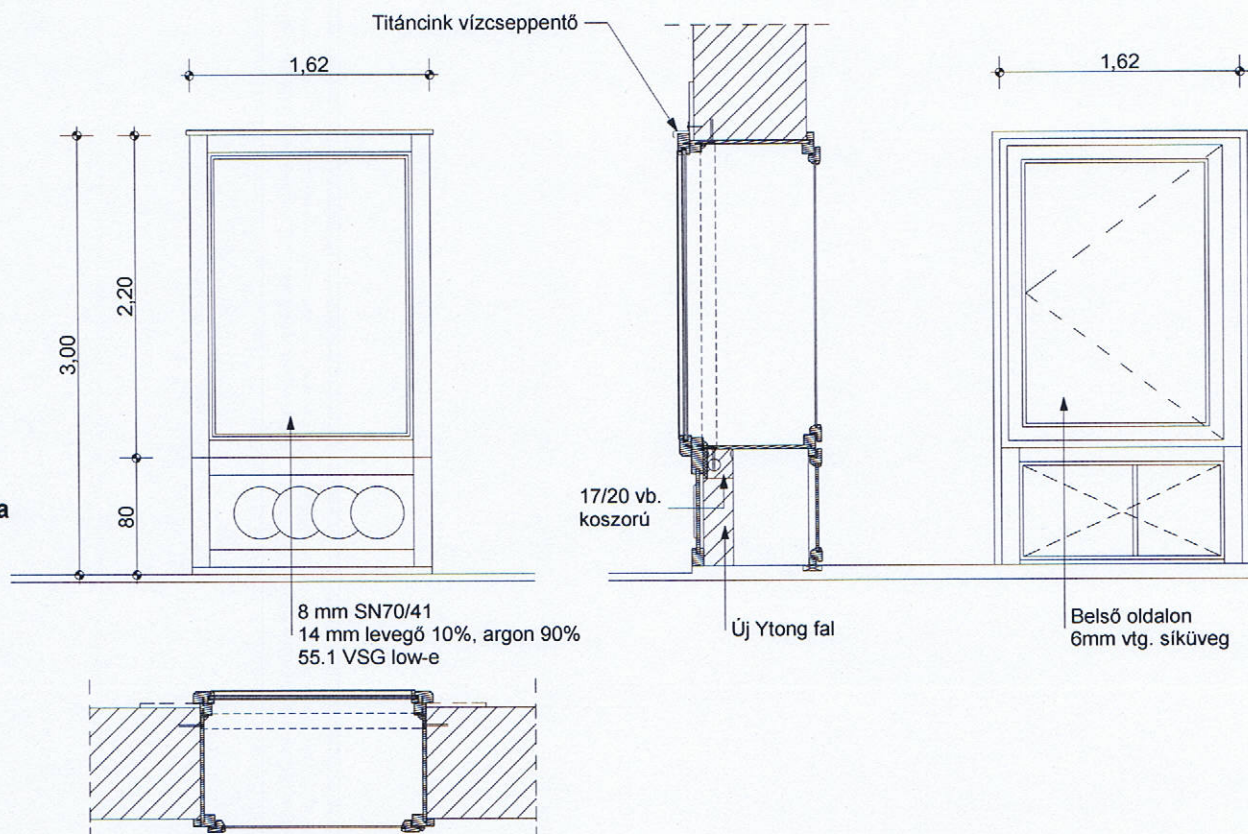 Titáncink vízcseppentő
1,62
1,62
3,00
2,20
80
a
17/20 vb.
koszorú
8 mm SN70/41
14 mm levegő 10%, argon 90%
55.1 VSG low-e
Új Ytong fal
Belső oldalon
6mm vtg. síküveg